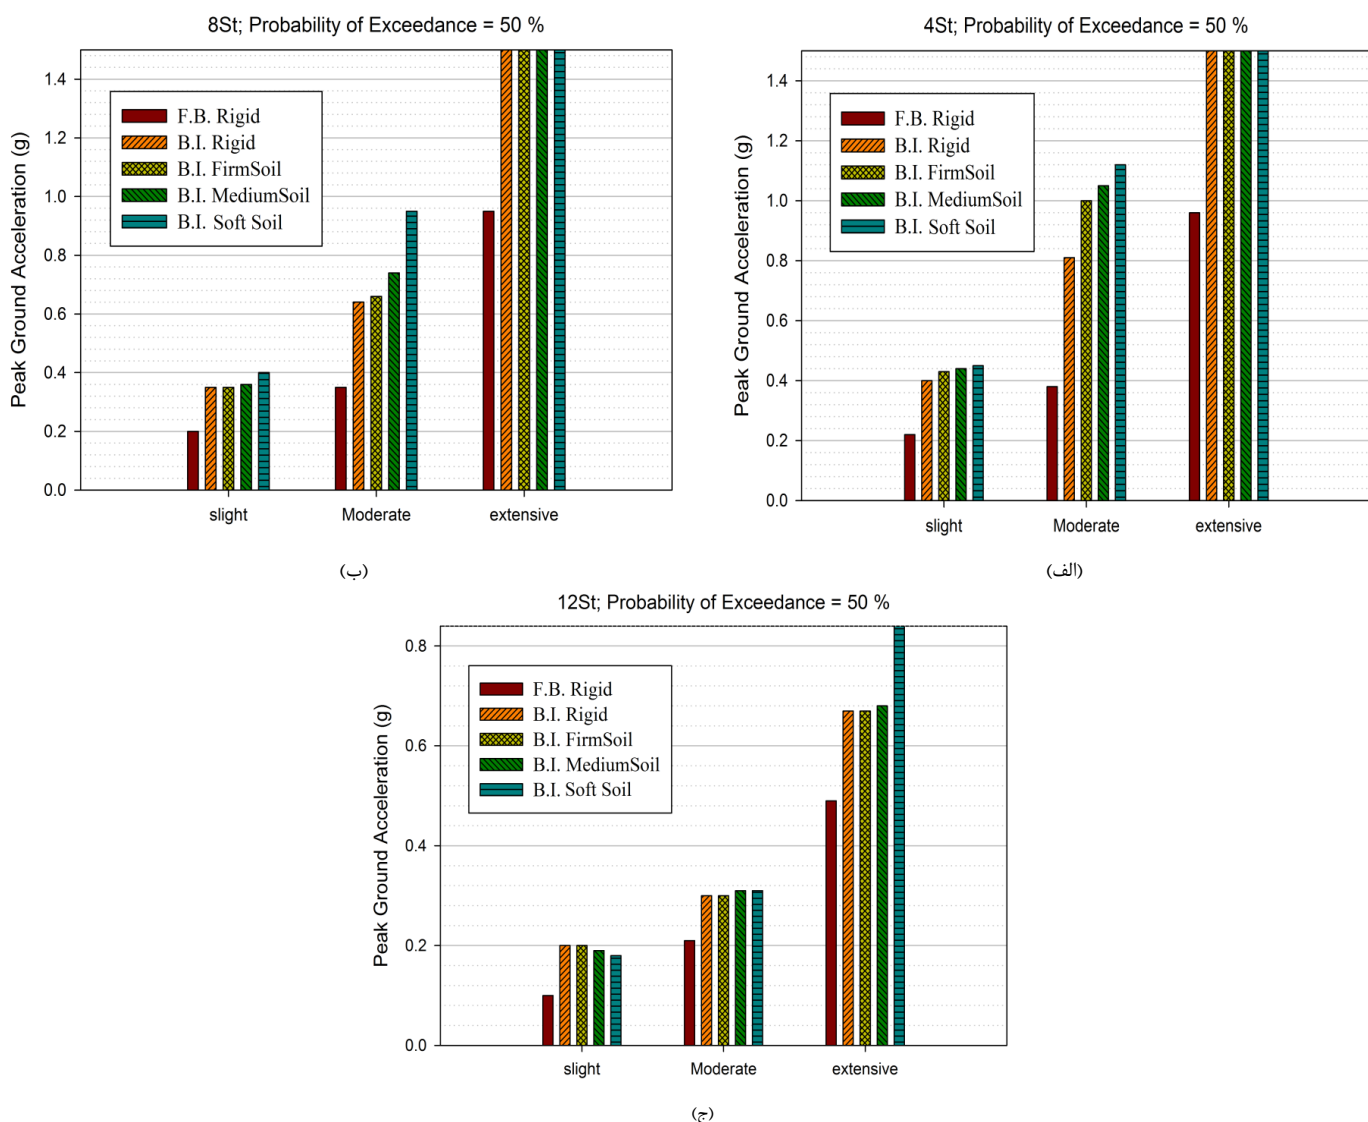 8St; Probability of Exceedance = 50 %
Peak Ground Acceleration (g)
1.4
1.2
1.0
0.8
0.6
0.4
0.2
0.0
F.B. Rigid
B.I. Rigid
B.I. FirmSoil
B.I. MediumSoil
B.I. Soft Soil
slight Moderate extensive
(ب)
4St; Probability of Exceedance = 50 %
Peak Ground Acceleration (g)
1.4
1.2
1.0
0.8
0.6
0.4
0.2
0.0
F.B. Rigid
B.I. Rigid
B.I. FirmSoil
B.I. MediumSoil
B.I. Soft Soil
slight Moderate extensive
(الف)
12St; Probability of Exceedance = 50 %
Peak Ground Acceleration (g)
0.8
0.6
0.4
0.2
0.0
F.B. Rigid
B.I. Rigid
B.I. FirmSoil
B.I. MediumSoil
B.I. Soft Soil
slight Moderate extensive
(ج)